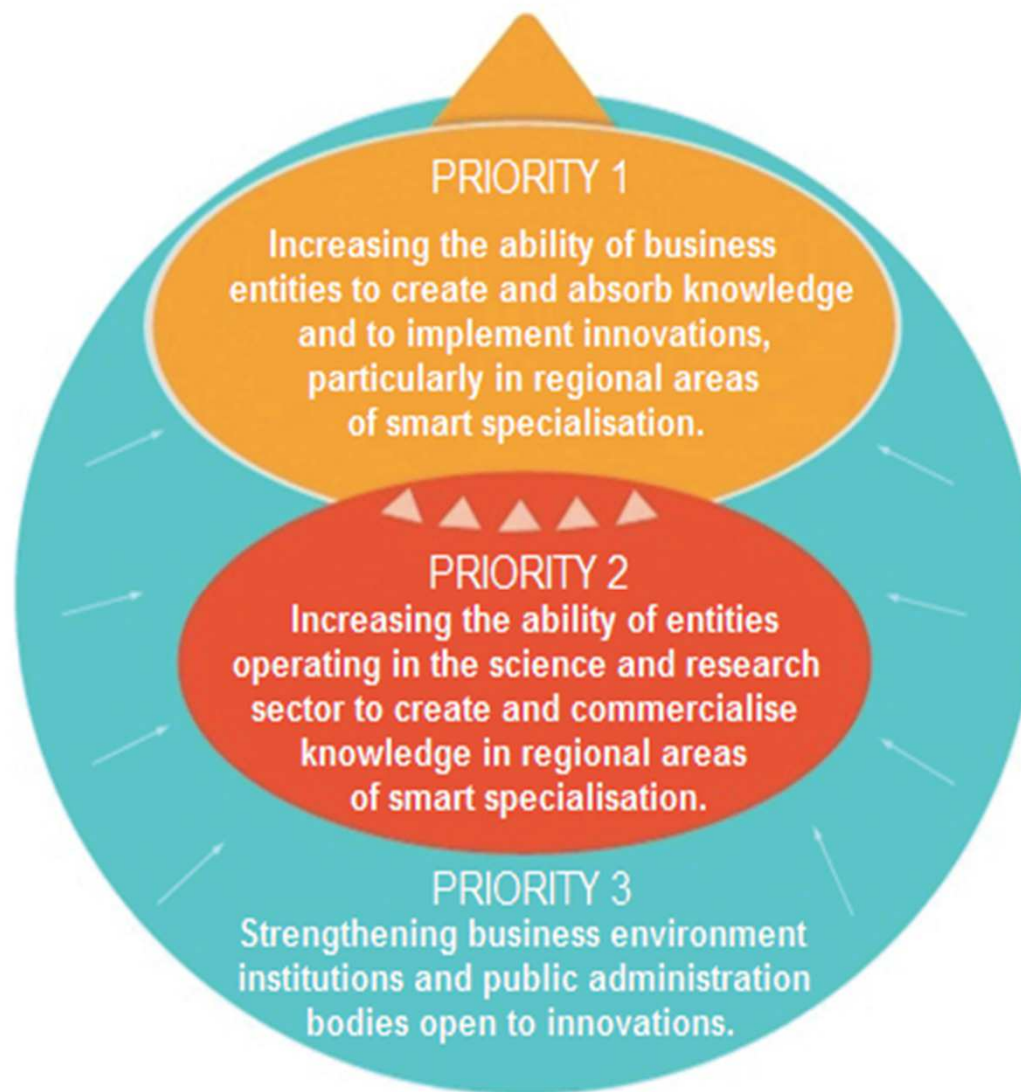 PRIORITY 1
Increasing the ability of business
entities to create and absorb knowledge
and to implement innovations,
particularly in regional areas
of smart specialisation.
PRIORITY 2
Increasing the ability of entities
operating in the science and research
sector to create and commercialise
knowledge in regional areas
of smart specialisation.
PRIORITY 3
Strengthening business environment
institutions and public administration
bodies open to innovations.